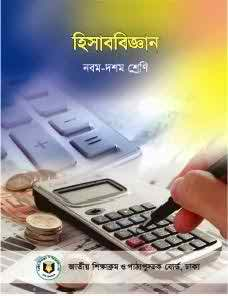 হিসাববিজ্ঞান
নবম-দশম শ্রেণি
জাতীয় শিক্ষাক্রম ও পাঠ্যপুস্তক বোর্ড, ঢাকা